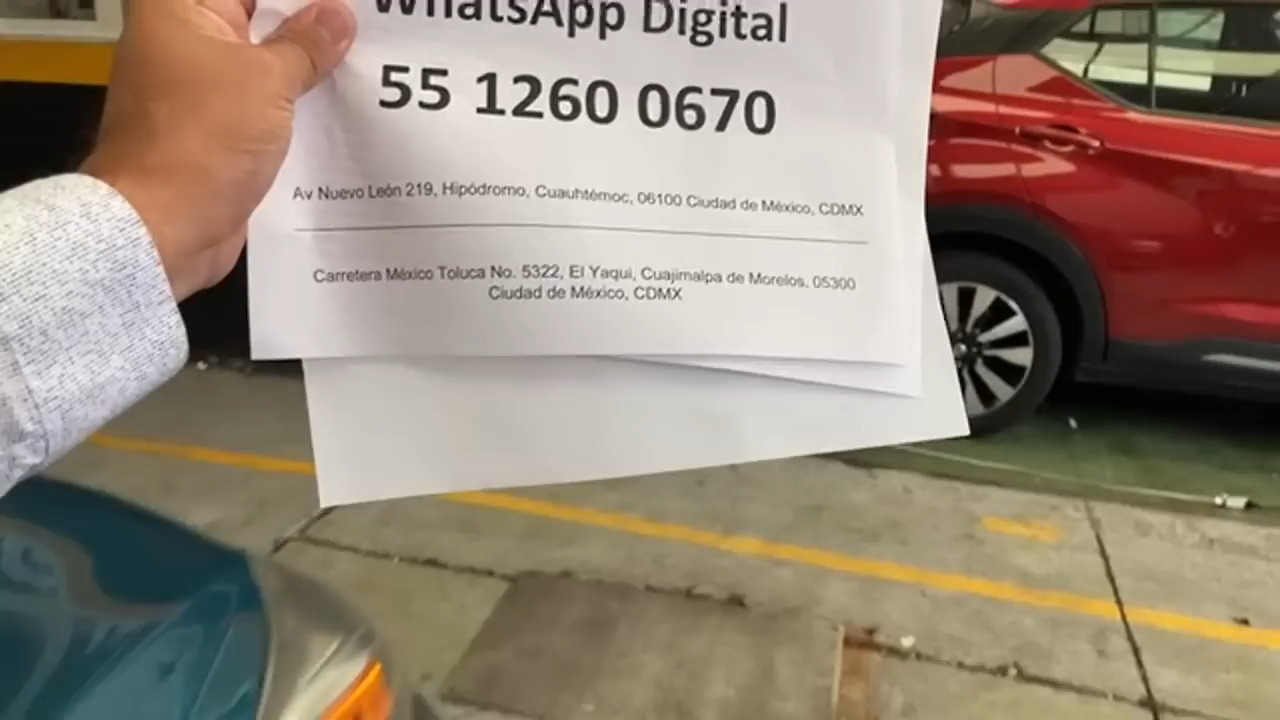 WhatsApp Digital
55 1260 0670
Av Nuevo León 219, Hipódromo, Cuauhtémoc, 06100 Ciudad de México, CDMX
Carretera México Toluca No. 5322, El Yaqui, Cuajimalpa de Morelos, 05300
Ciudad de México, CDMX